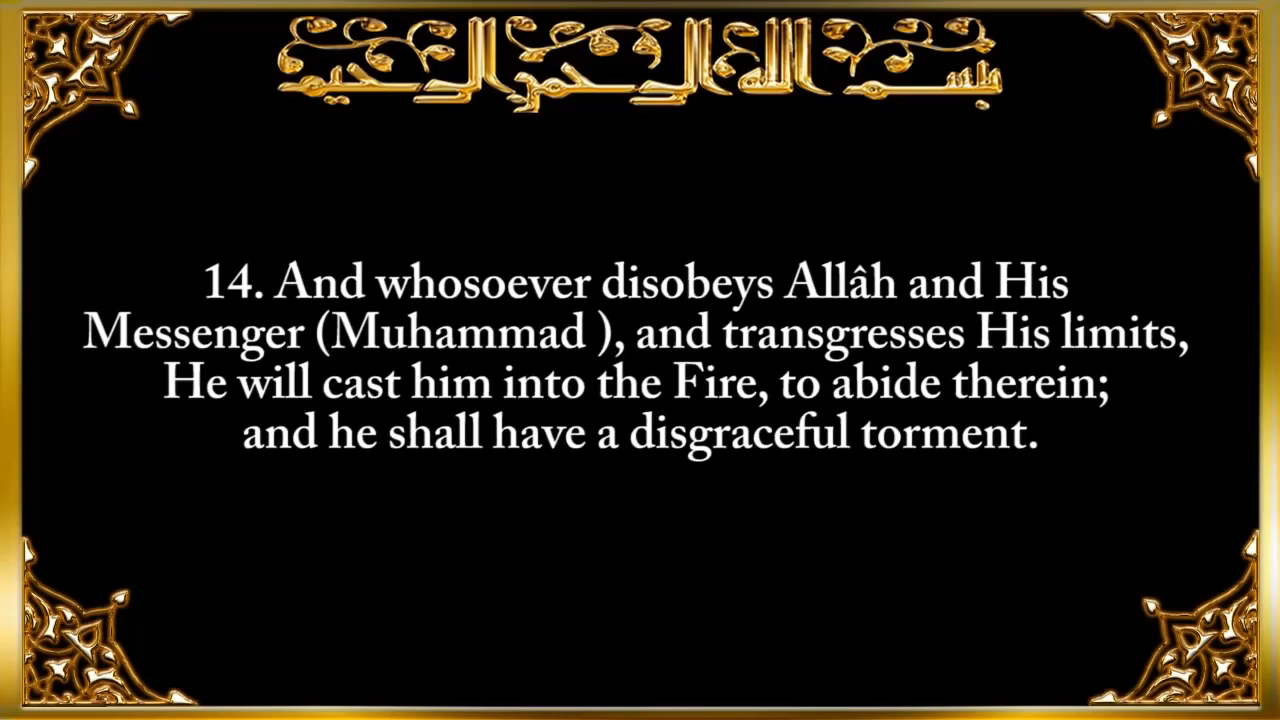 بسم الله الرحمن الرحيم
14. And whosoever disobeys Allâh and His
Messenger (Muhammad ), and transgresses His limits,
He will cast him into the Fire, to abide therein;
and he shall have a disgraceful torment.